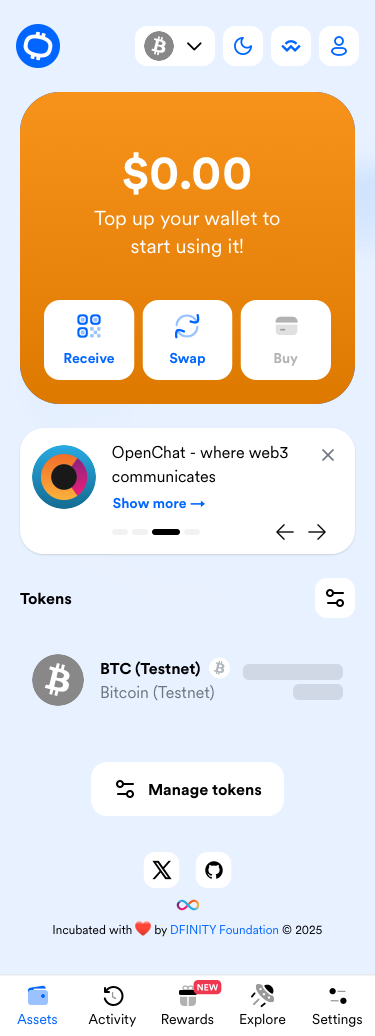 $0.00
Top up your wallet to
start using it!
Receive
Swap
Buy
OpenChat - where web3
communicates
Show more →
Tokens
BTC (Testnet)
Bitcoin (Testnet)
Manage tokens
Incubated with ❤️ by DFINITY Foundation © 2025
NEW
Assets
Activity
Rewards
Explore
Settings